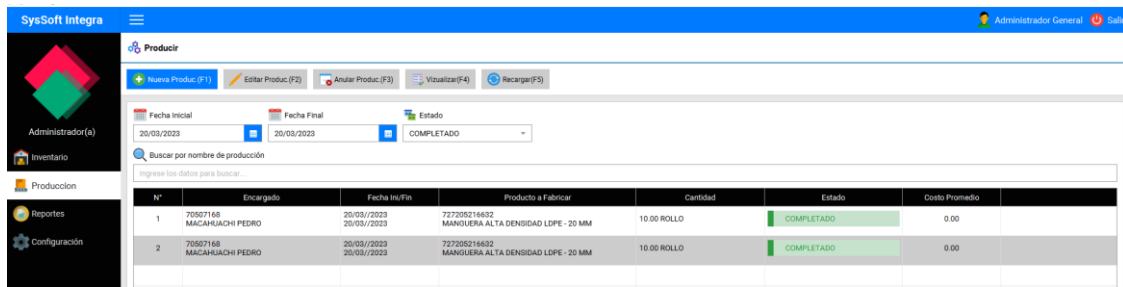 SysSoft Integra
Administrador General
Producir
Nueva Produc.(F1) Editar Produc.(F2) Anular Produc.(F3) Vizualizar(F4) Recargar(F5)
Fecha Inicial Fecha Final Estado
20/03/2023 20/03/2023 COMPLETADO
Administrador(a)
Buscar por nombre de producción
Inventario
Ingrese los datos para buscar...
Produccion
N° Encargado Fecha Ini/Fin Producto a Fabricar Cantidad Estado Costo Promedio
Reportes
1 70507168 20/03//2023 727205216632 10.00 ROLLO COMPLETADO 0.00
MACAHUACHI PEDRO 20/03//2023 MANGUERA ALTA DENSIDAD LDPE - 20 MM
Configuración
2 70507168 20/03//2023 727205216632 10.00 ROLLO COMPLETADO 0.00
MACAHUACHI PEDRO 20/03//2023 MANGUERA ALTA DENSIDAD LDPE - 20 MM